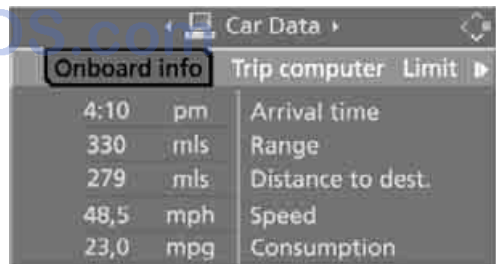 Car Data
Onboard info Trip computer Limit
4:10 pm Arrival time
330 mls Range
279 mls Distance to dest.
48,5 mph Speed
23,0 mpg Consumption